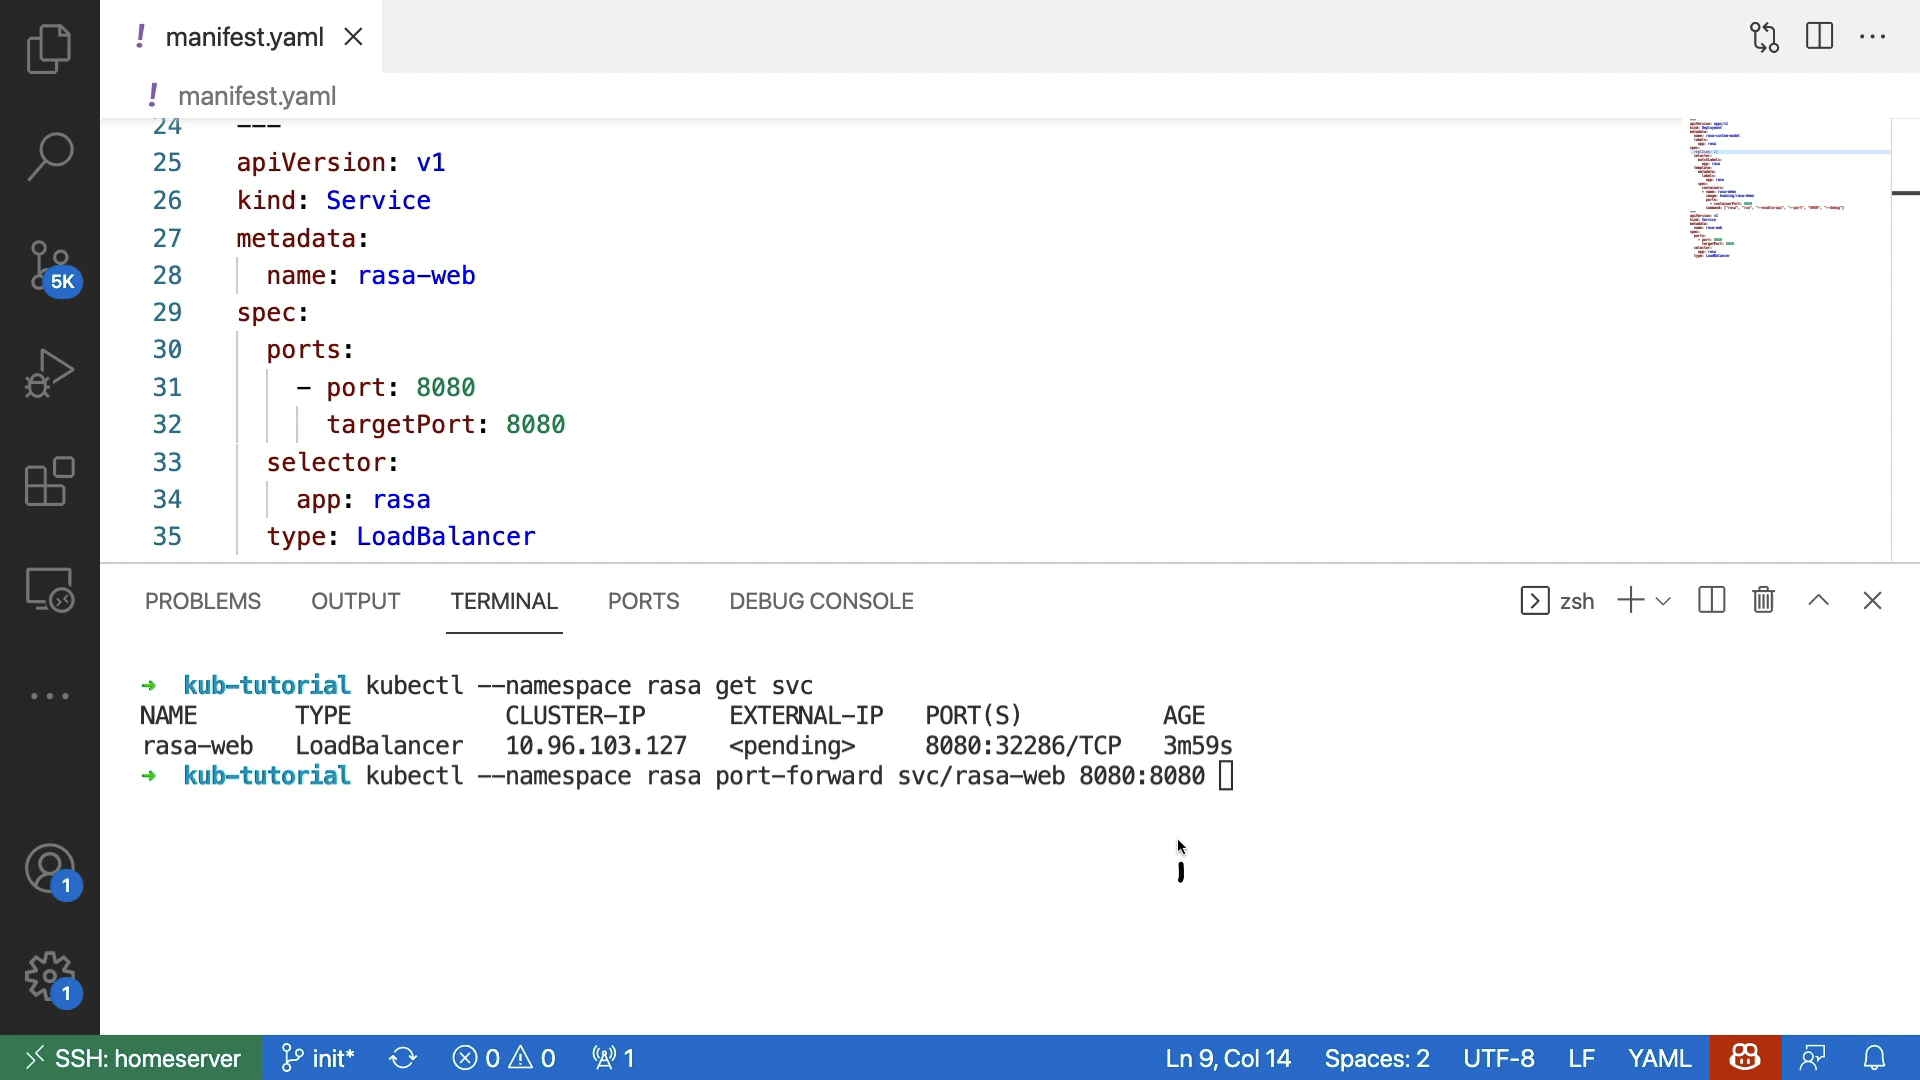 ! manifest.yaml
! manifest.yaml
24 ---
25 apiVersion: v1
26 kind: Service
27 metadata:
28 name: rasa-web
29 spec:
30 ports:
31 - port: 8080
32 targetPort: 8080
33 selector:
34 app: rasa
35 type: LoadBalancer
5K
PROBLEMS OUTPUT TERMINAL PORTS DEBUG CONSOLE zsh
→ kub-tutorial kubectl --namespace rasa get svc
NAME TYPE CLUSTER-IP EXTERNAL-IP PORT(S) AGE
rasa-web LoadBalancer 10.96.103.127 <pending> 8080:32286/TCP 3m59s
→ kub-tutorial kubectl --namespace rasa port-forward svc/rasa-web 8080:8080
1
1
SSH: homeserver init* 0 0 1 Ln 9, Col 14 Spaces: 2 UTF-8 LF YAML